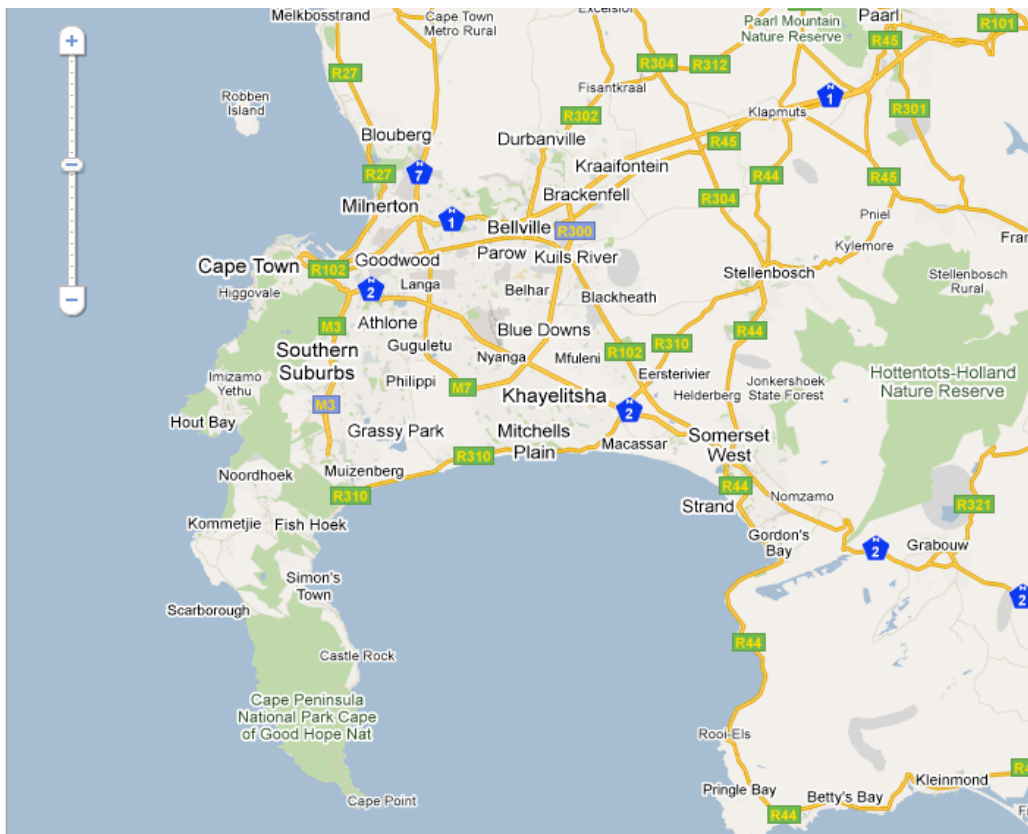 +
−
Melkbosstrand
Cape Town
Metro Rural
Excelsior
Paarl Mountain
Nature Reserve
Paarl
R101
R45
R27
R304
R312
Fisantkraal
N
1
Robben
Island
R302
Klapmuts
R301
Blouberg
Durbanville
R45
Kraaifontein
R27
N
7
R44
R45
Brackenfell
R304
Milnerton
N
1
Bellville
R300
Pniel
Kylemore
Cape Town
R102
Goodwood
Parow
Kuils River
Stellenbosch
Stellenbosch
Rural
Higgovale
N
2
Langa
Belhar
Blackheath
M3
Athlone
Blue Downs
R44
Southern
Suburbs
Guguletu
Nyanga
Mfuleni
R102
R310
Imizamo
Yethu
Philippi
M7
Eersterivier
Jonkershoek
State Forest
Hottentots-Holland
Nature Reserve
M3
Khayelitsha
N
2
Helderberg
Hout Bay
Grassy Park
Mitchells
Plain
Macassar
Somerset
West
R310
Noordhoek
Muizenberg
R310
R44
Nomzamo
R321
Strand
Kommetjie
Fish Hoek
Gordon's
Bay
N
2
Grabouw
Simon's
Town
N
2
Scarborough
R44
Castle Rock
Cape Peninsula
National Park Cape
of Good Hope Nat
Rooi-Els
Pringle Bay
Betty's Bay
Kleinmond
Cape Point
R44